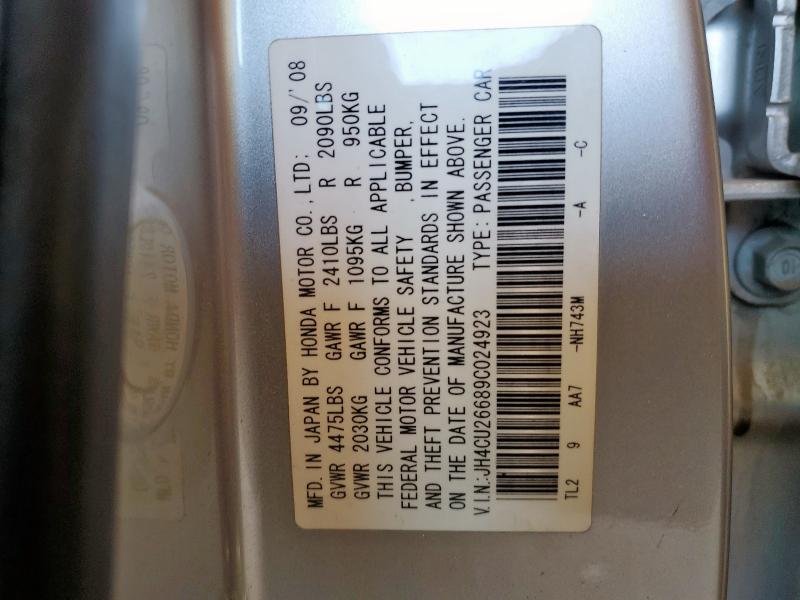 MFD. IN JAPAN BY HONDA MOTOR CO., LTD: 09/'08
GVWR 4475LBS GAWR F 2410LBS R 2090LBS
GVWR 2030KG GAWR F 1095KG R 950KG
THIS VEHICLE CONFORMS TO ALL APPLICABLE
FEDERAL MOTOR VEHICLE SAFETY , BUMPER,
AND THEFT PREVENTION STANDARDS IN EFFECT
ON THE DATE OF MANUFACTURE SHOWN ABOVE.
V.I.N:JH4CU26689C024923 TYPE: PASSENGER CAR
TL2 9 AA7 -NH743M -A -C